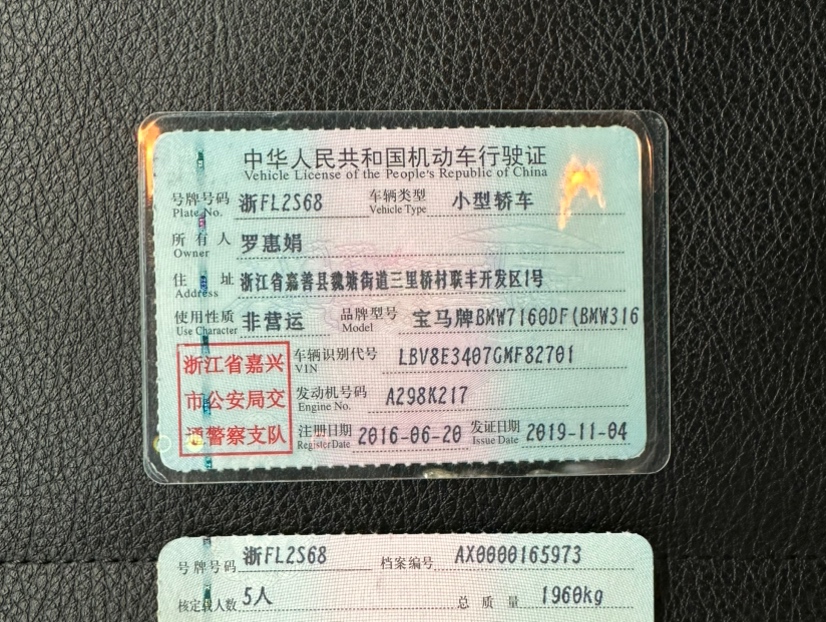 中华人民共和国机动车行驶证
Vehicle License of the People's Republic of China
号牌号码 浙FL2S68 车辆类型 小型轿车
Plate No. Vehicle Type
所有人 罗惠娟
Owner
住址 浙江省嘉善县魏塘街道三里桥村联丰开发区1号
Address
使用性质 非营运 品牌型号 宝马牌BMW7160DF(BMW316
Use Character Model
浙江省嘉兴
市公安局交
通警察支队
车辆识别代号 LBV8E3407GMF82701
VIN
发动机号码 A298K217
Engine No.
注册日期 2016-06-20 发证日期 2019-11-04
Register Date Issue Date
号牌号码 浙FL2S68 档案编号 AX0000165973
核定载人数 5人 总质量 1960kg